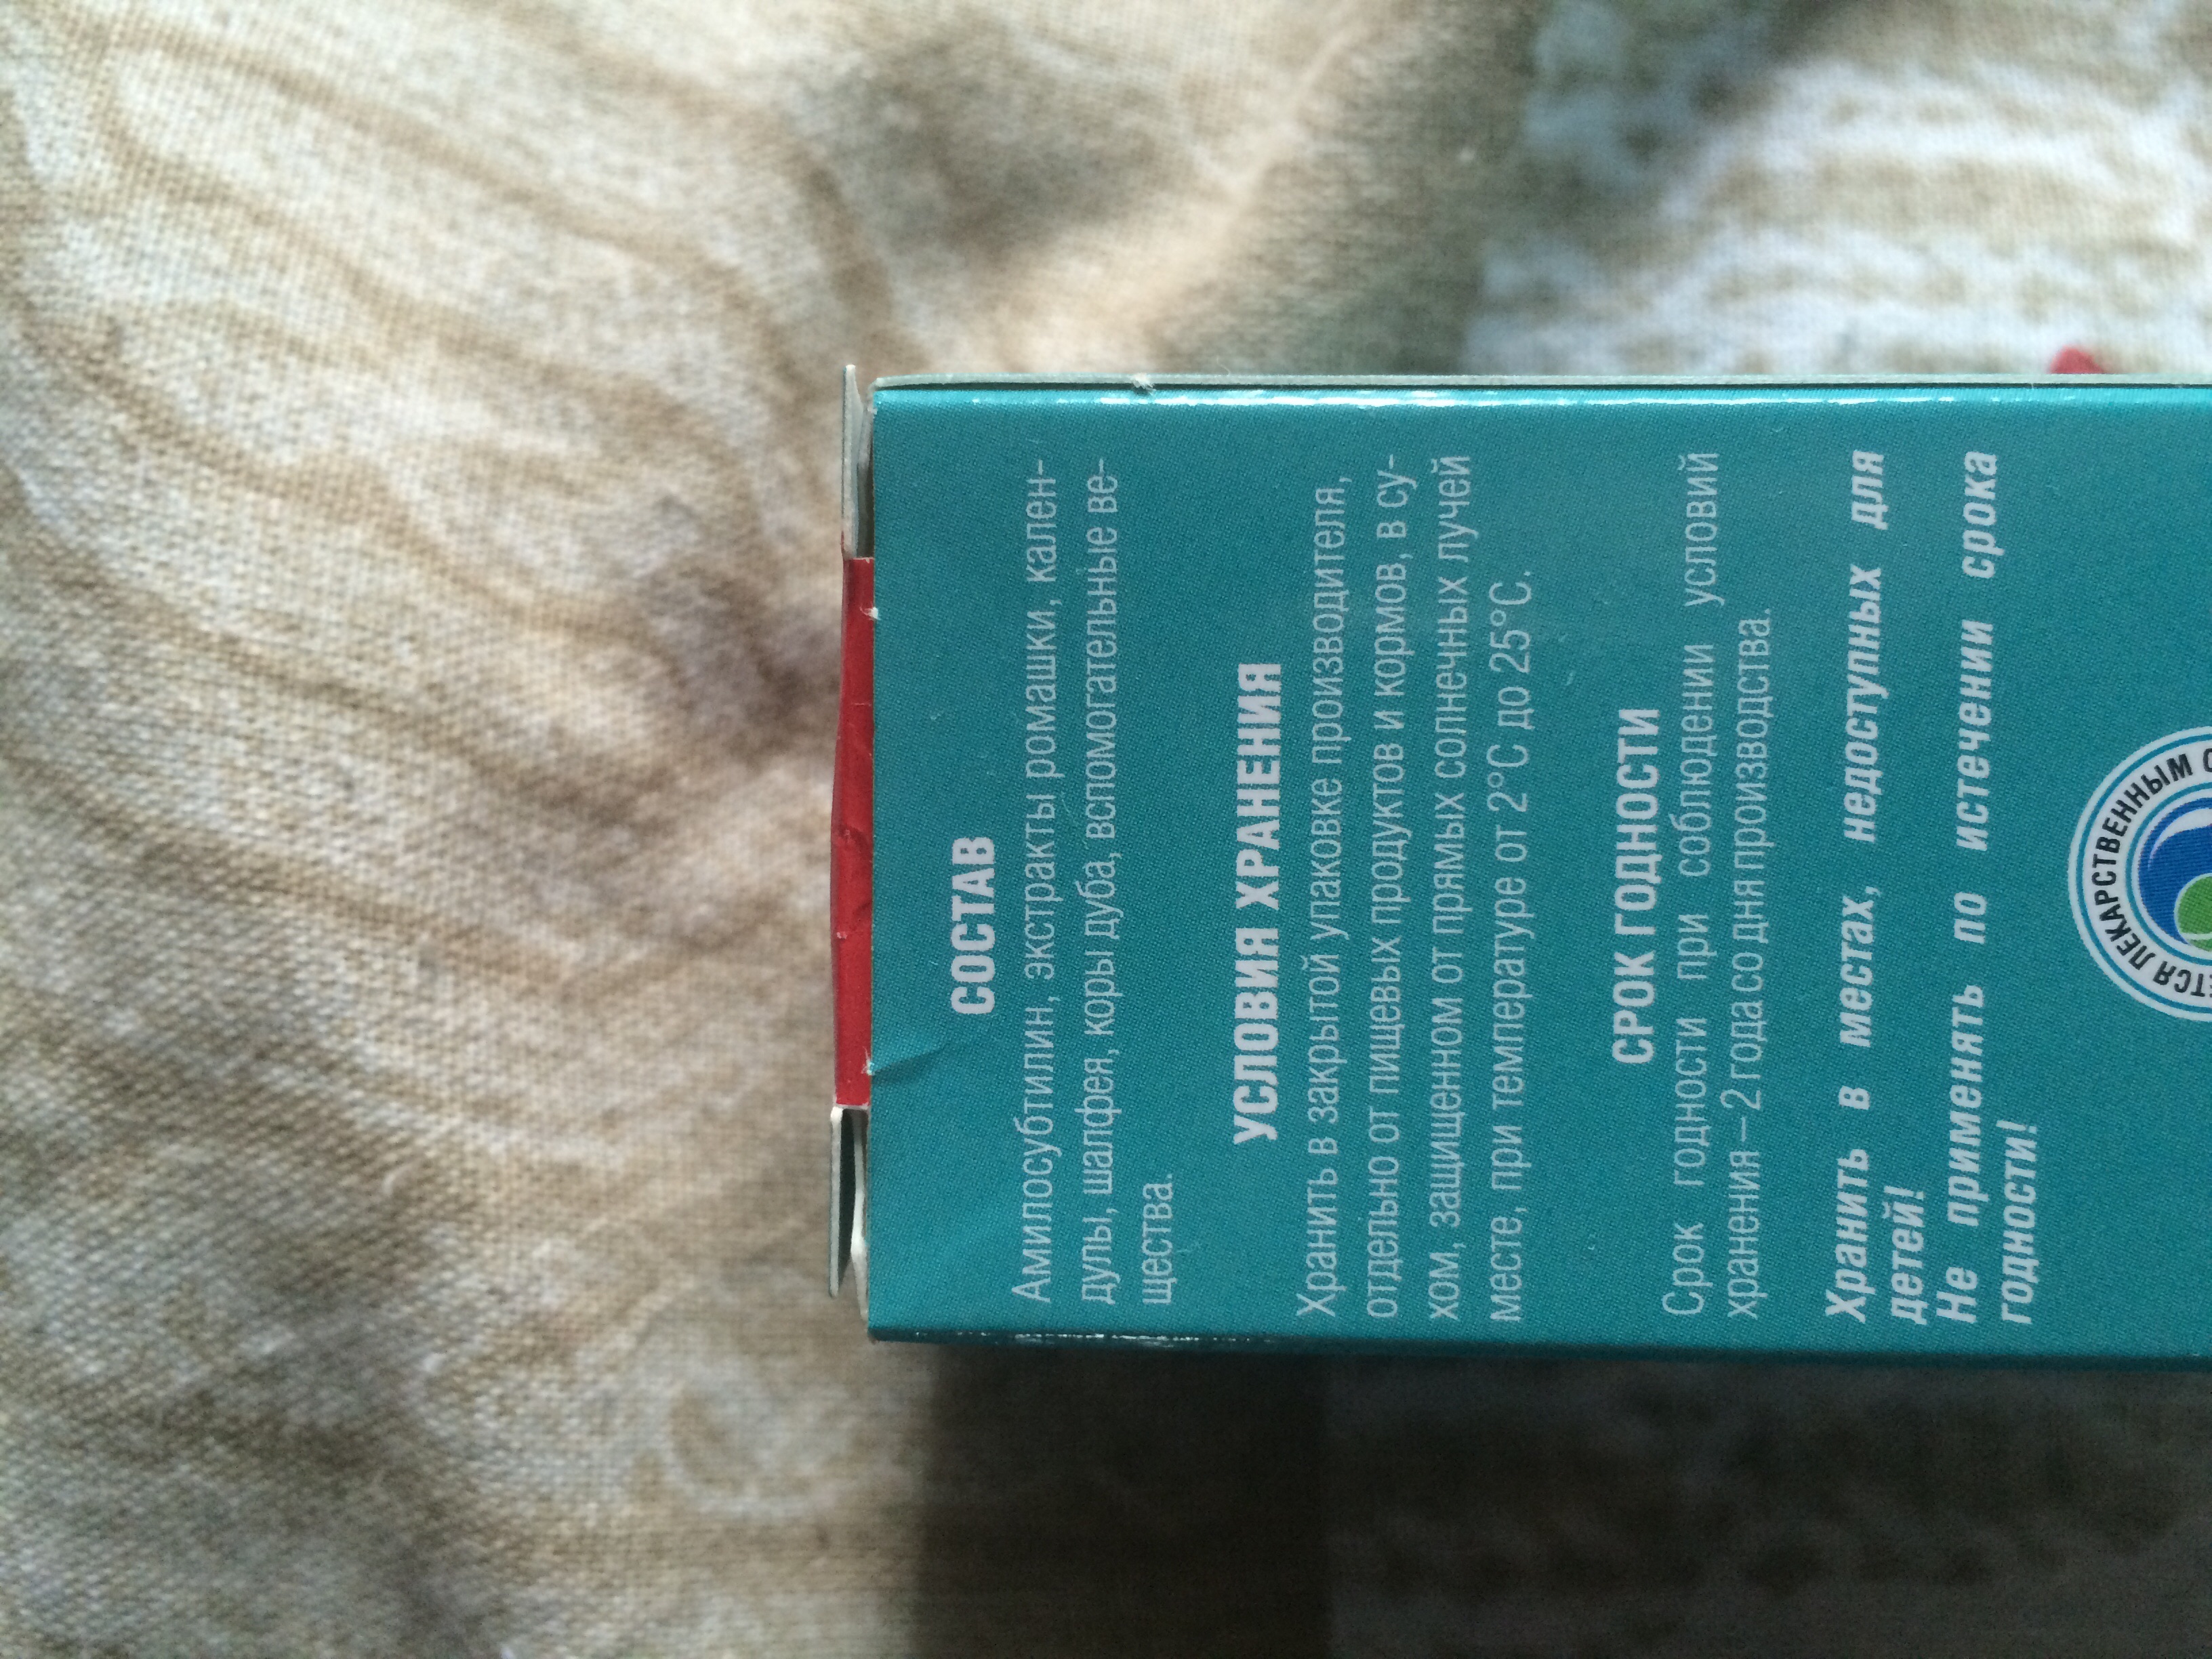 СОСТАВ
Амилосубтилин, экстракты ромашки, кален-
дулы, шалфея, коры дуба, вспомогательные ве-
щества.
УСЛОВИЯ ХРАНЕНИЯ
Хранить в закрытой упаковке производителя,
отдельно от пищевых продуктов и кормов, в су-
хом, защищенном от прямых солнечных лучей
месте, при температуре от 2°С до 25°С.
СРОК ГОДНОСТИ
Срок годности при соблюдении условий
хранения – 2 года со дня производства.
Хранить в местах, недоступных для
детей!
Не применять по истечении срока
годности!
ЛЕКАРСТВЕННЫМ